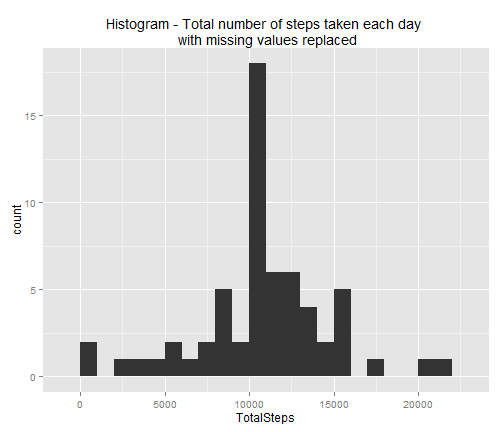 Histogram - Total number of steps taken each day
with missing values replaced
15
10
5
0
count
0 5000 10000 15000 20000
TotalSteps